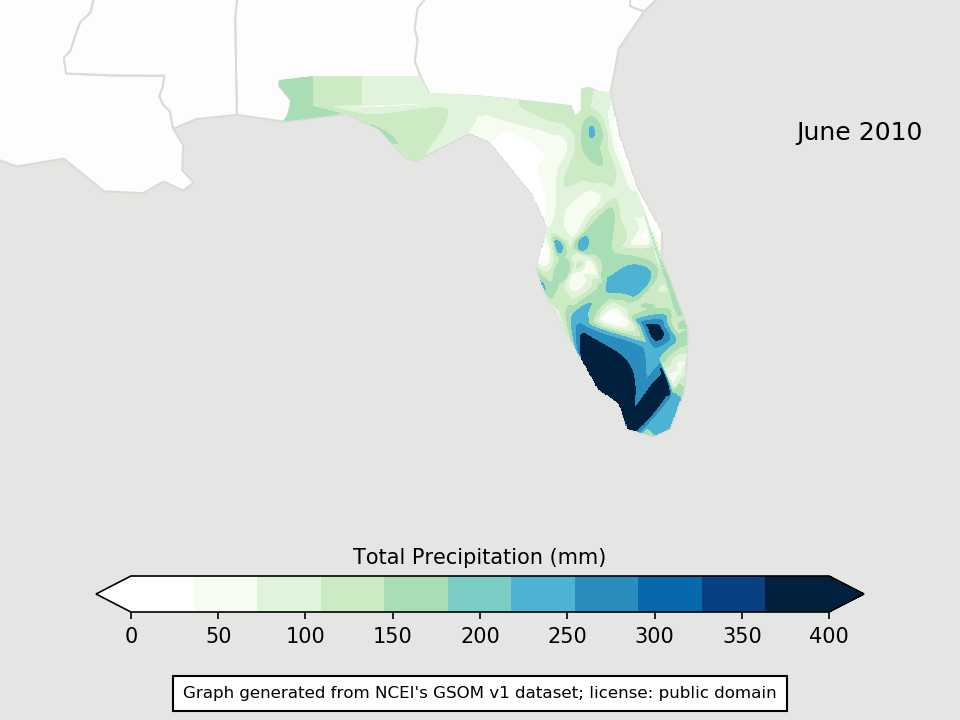 June 2010
Total Precipitation (mm)
0 50 100 150 200 250 300 350 400
Graph generated from NCEI's GSOM v1 dataset; license: public domain